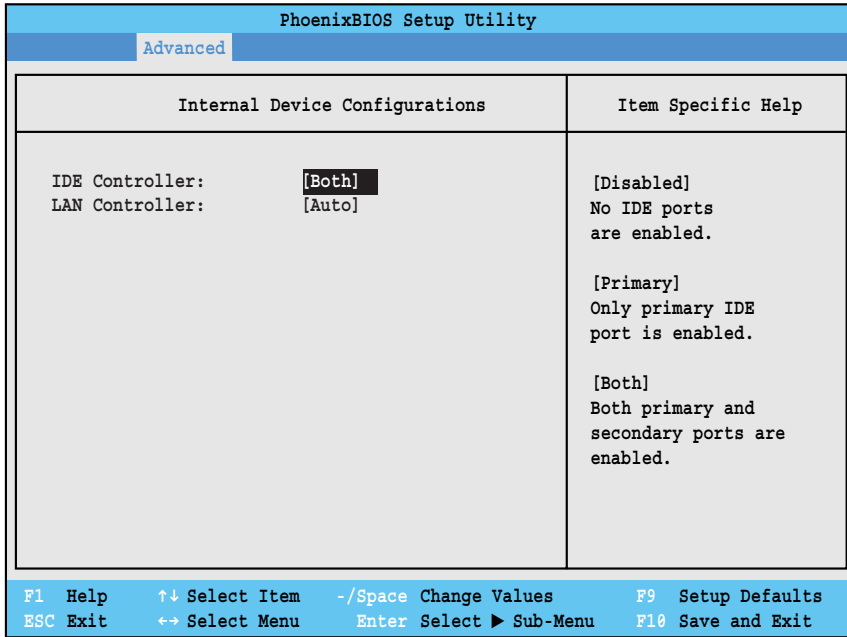 PhoenixBIOS Setup Utility
Advanced
Internal Device Configurations
Item Specific Help
IDE Controller: [Both]
LAN Controller: [Auto]
[Disabled]
No IDE ports
are enabled.
[Primary]
Only primary IDE
port is enabled.
[Both]
Both primary and
secondary ports are
enabled.
F1 Help ↑↓ Select Item -/Space Change Values F9 Setup Defaults
ESC Exit ←→ Select Menu Enter Select ▶ Sub-Menu F10 Save and Exit